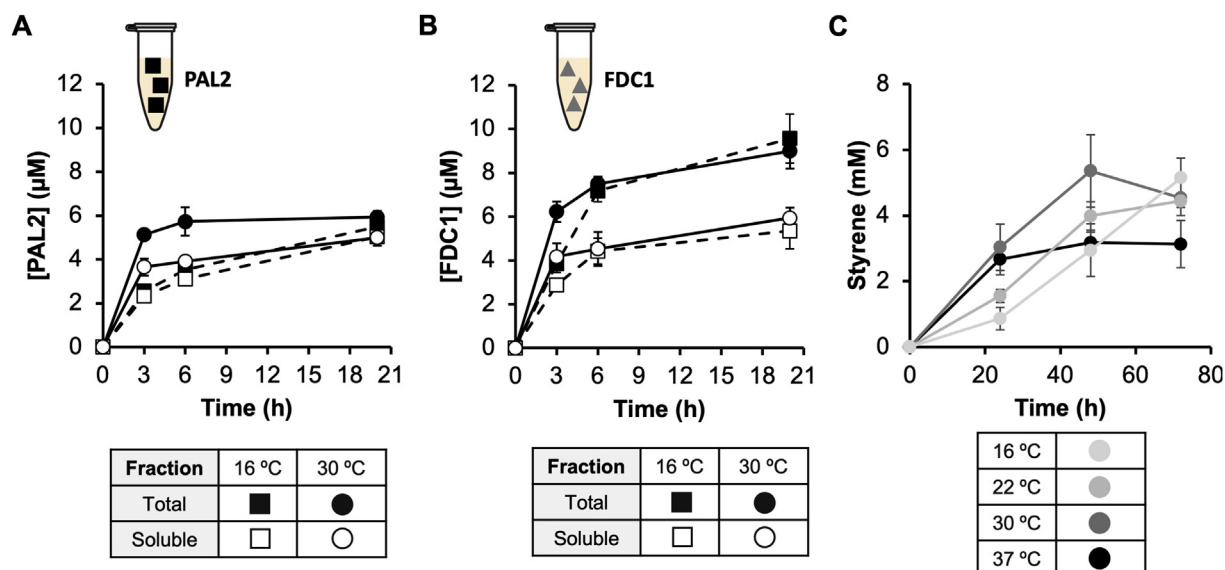 A
PAL2
12
10
8
6
4
2
0
[PAL2] (µM)
0 3 6 9 12 15 18 21
Time (h)
Fraction 16 ºC 30 ºC
Total
Soluble
B
FDC1
12
10
8
6
4
2
0
[FDC1] (µM)
0 3 6 9 12 15 18 21
Time (h)
Fraction 16 ºC 30 ºC
Total
Soluble
C
8
6
4
2
0
Styrene (mM)
0 20 40 60 80
Time (h)
16 ºC
22 ºC
30 ºC
37 ºC